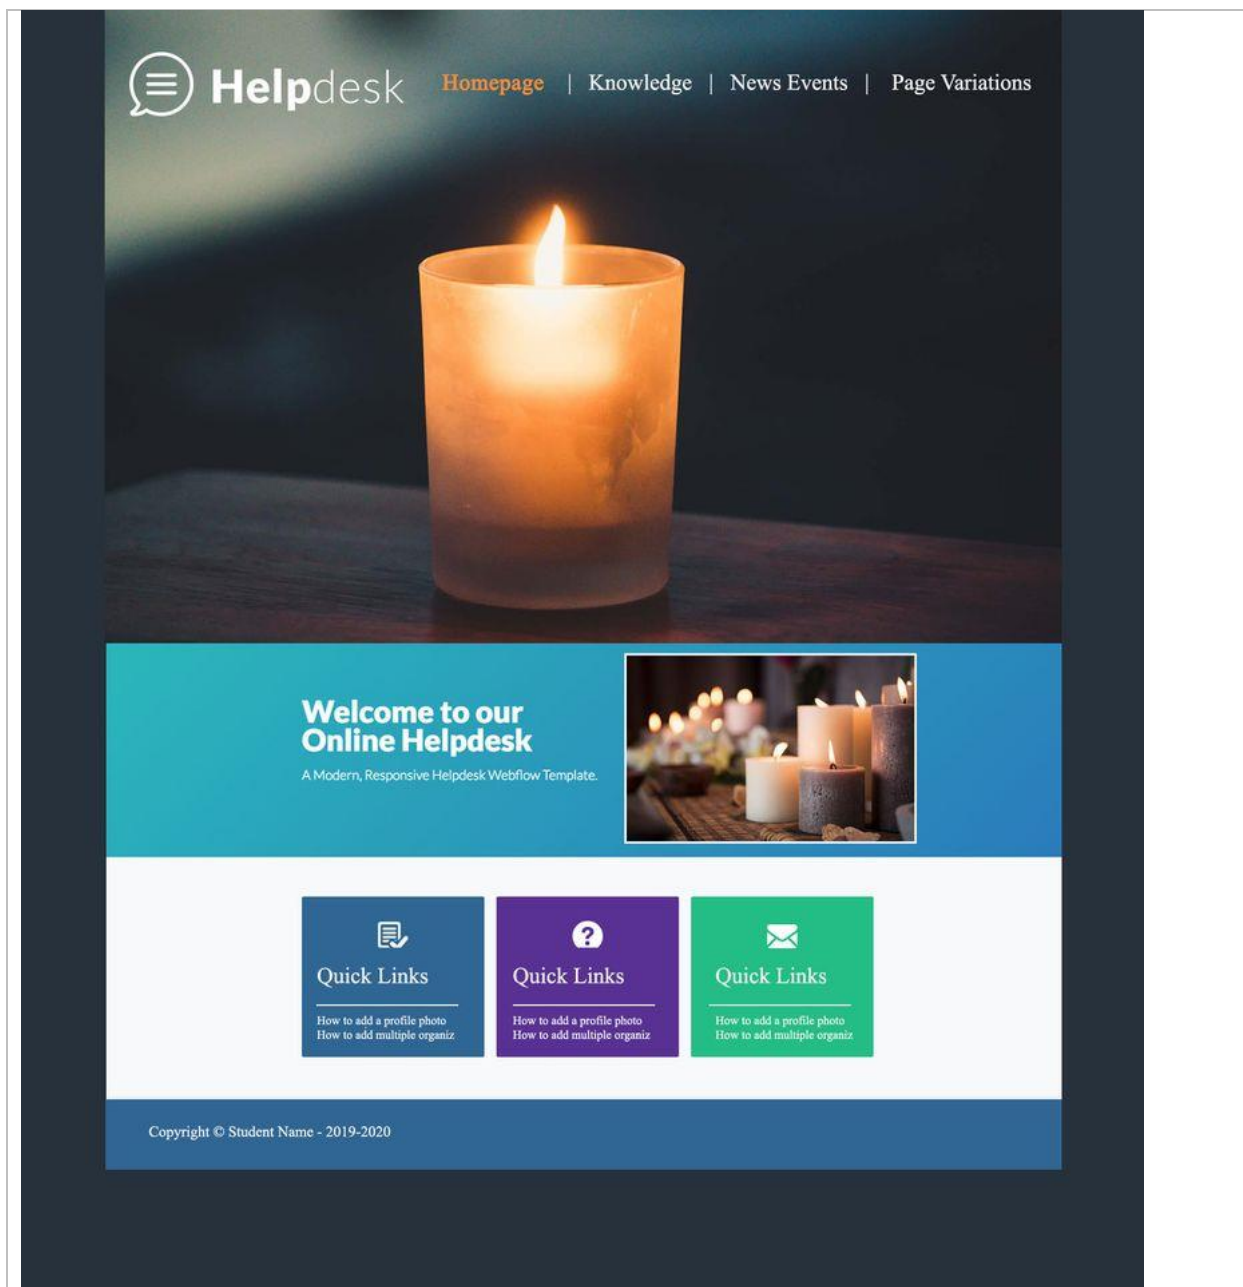 Helpdesk
Homepage | Knowledge | News Events | Page Variations
Welcome to our
Online Helpdesk
A Modern, Responsive Helpdesk Webflow Template.
Quick Links
How to add a profile photo
How to add multiple organiz
?
Quick Links
How to add a profile photo
How to add multiple organiz
Quick Links
How to add a profile photo
How to add multiple organiz
Copyright © Student Name - 2019-2020